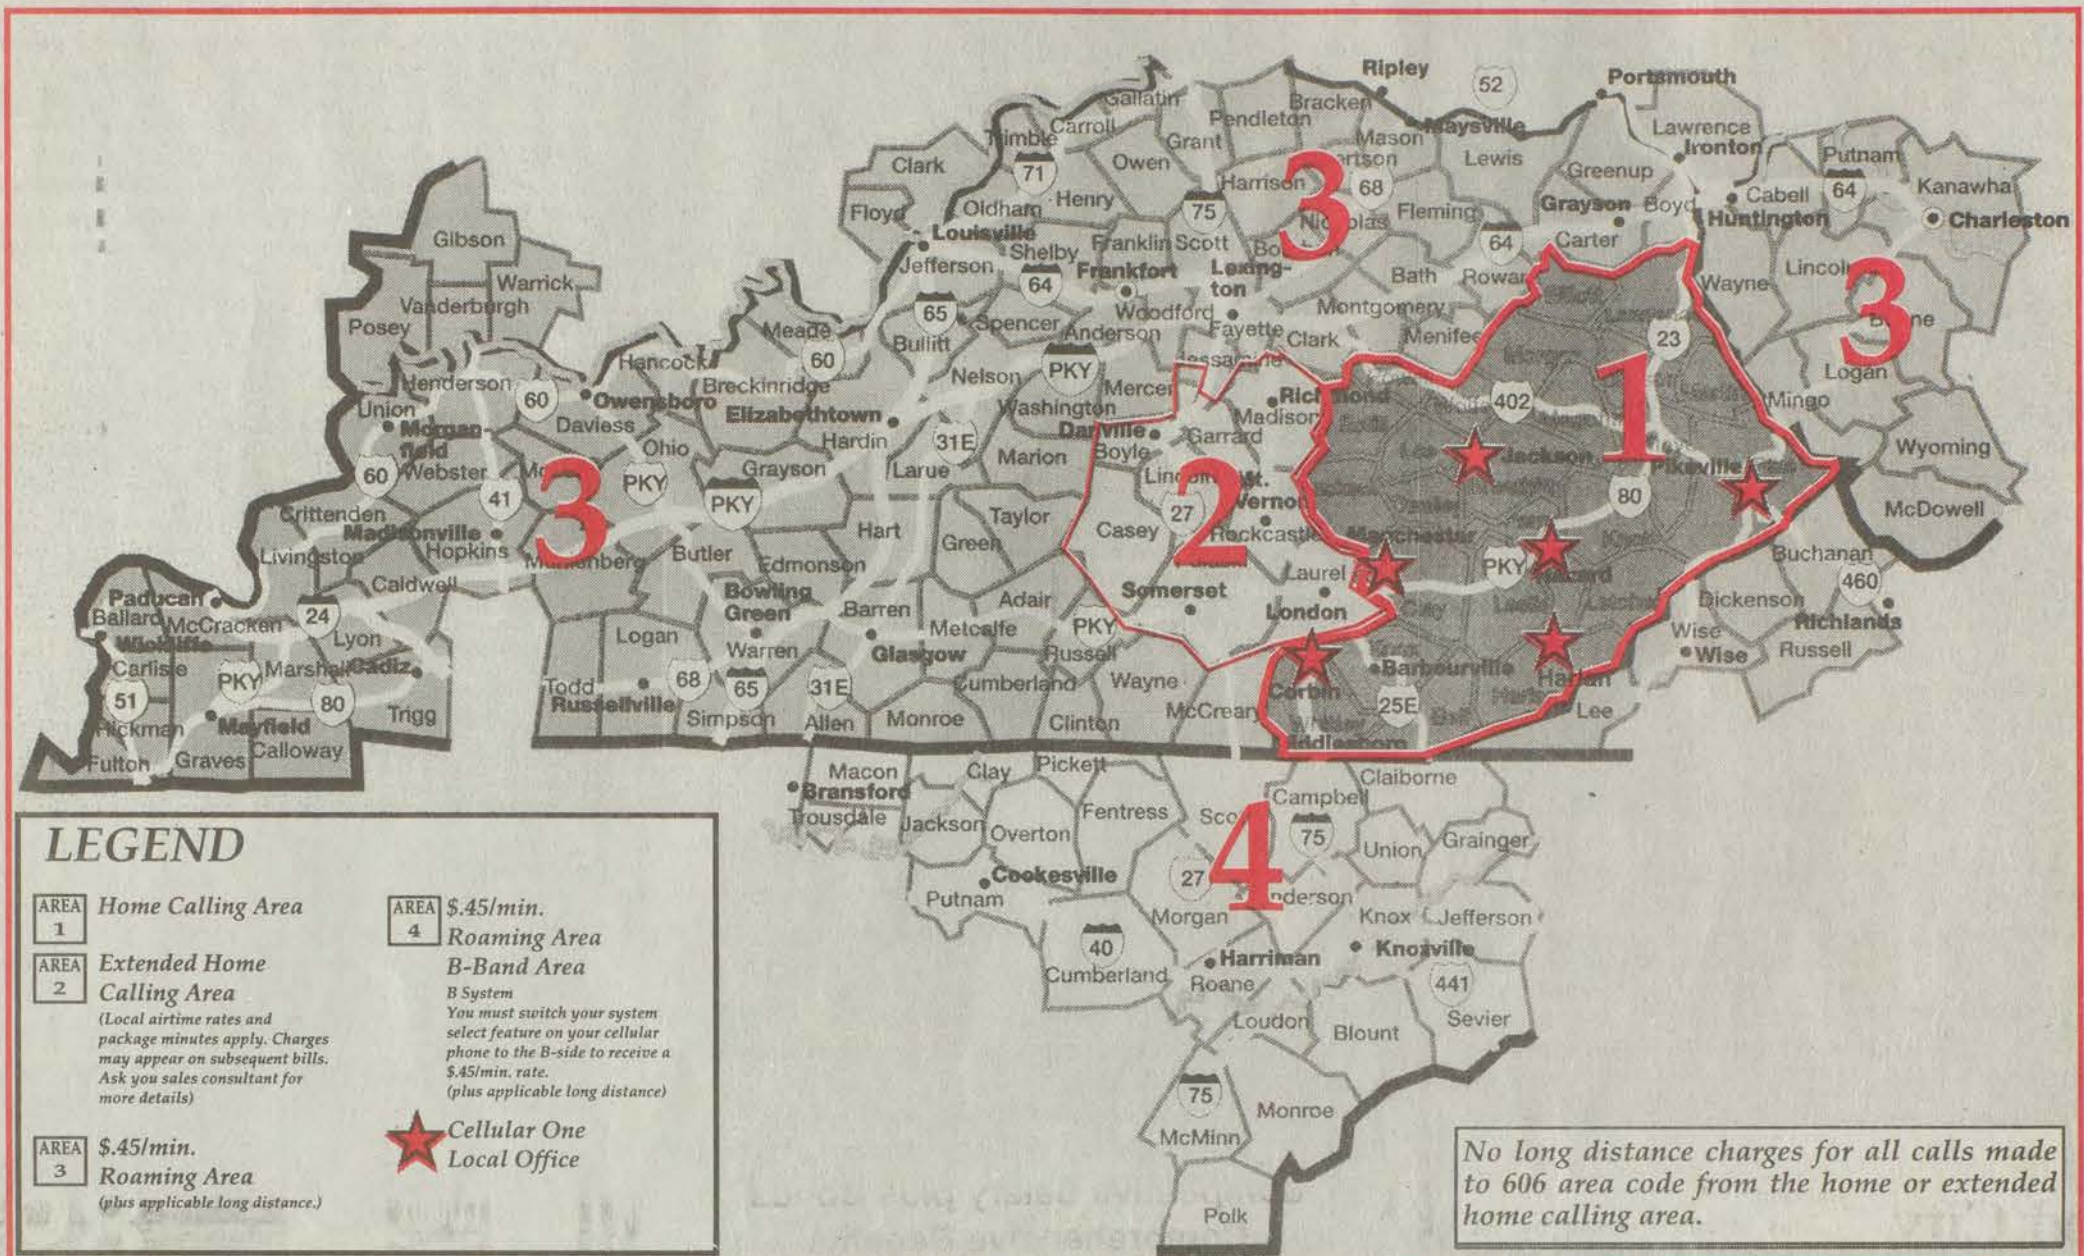 Ripley
52
Portsmouth
Gallatin
Bracken
Pendleton
Carroll
Trimble
Grant
Mason
Maysville
Lawrence
Ironton
Clark
71
Owen
Lewis
Greenup
Putnam
Harrison
3
68
64
Kanawha
Cabell
Floyd
Oldham
Henry
75
Fleming
Grayson
Boyd
Huntington
Charleston
Gibson
Louisville
Shelby
Franklin
Scott
64
Carter
Jefferson
Frankfort
Lexing-
ton
Bath
Rowan
Wayne
Warrick
64
Vanderburgh
65
Woodford
Montgomery
3
Posey
Meade
Spencer
Anderson
Fayette
Clark
Menifee
23
Bullitt
60
Hancock
Nelson
PKY
Mercer
1
Logan
Henderson
60
Breckinridge
Owensboro
Elizabethtown
Washington
Richmond
Madison
402
Mingo
Union
Morgan-
field
Daviess
Ohio
Hardin
31E
Danville
Garrard
Boyle
Jackson
Pikeville
Wyoming
60
Webster
3
PKY
Grayson
Larue
Marion
2
Mt.
Vernon
41
PKY
27
80
McDowell
Crittenden
Hart
Taylor
Casey
Rockcastle
Manchester
Madisonville
Hopkins
Green
Livingston
Butler
Edmonson
Laurel
PKY
Hazard
Buchanan
460
Caldwell
Bowling
Green
Barren
Adair
Somerset
London
Clay
Leslie
Letcher
Dickenson
Paducah
Ballard
McCracken
24
Lyon
Logan
Warren
Metcalfe
PKY
Richlands
Wickliffe
Carlisle
Marshall
Cadiz
Glasgow
Russell
Knox
Barbourville
Wise
Wise
Russell
PKY
51
80
Todd
Russellville
68
65
31E
Cumberland
Wayne
Corbin
25E
Harlan
Hickman
Mayfield
Trigg
Simpson
Allen
Monroe
Clinton
McCreary
Whitley
Bell
Lee
Fulton
Graves
Calloway
Macon
Clay
Pickett
Claiborne
Bransford
Campbell
Trousdale
Jackson
Overton
Fentress
4
75
Union
Grainger
Cookesville
27
Putnam
Morgan
Knox
Jefferson
40
Harriman
Knoxville
Cumberland
Roane
441
Loudon
Blount
Sevier
75
Monroe
McMinn
Polk
LEGEND
AREA
1
Home Calling Area
AREA
2
Extended Home
Calling Area
(Local airtime rates and
package minutes apply. Charges
may appear on subsequent bills.
Ask you sales consultant for
more details)
AREA
3
$.45/min.
Roaming Area
(plus applicable long distance.)
AREA
4
$.45/min.
Roaming Area
B-Band Area
B System
You must switch your system
select feature on your cellular
phone to the B-side to receive a
$.45/min. rate.
(plus applicable long distance)
Cellular One
Local Office
No long distance charges for all calls made
to 606 area code from the home or extended
home calling area.